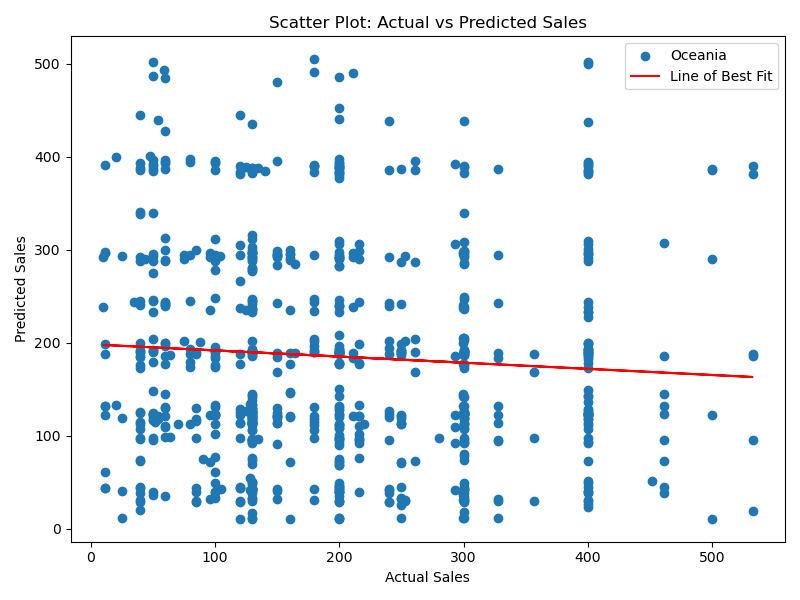 Scatter Plot: Actual vs Predicted Sales
Oceania
Line of Best Fit
Predicted Sales
500
400
300
200
100
0
0 100 200 300 400 500
Actual Sales